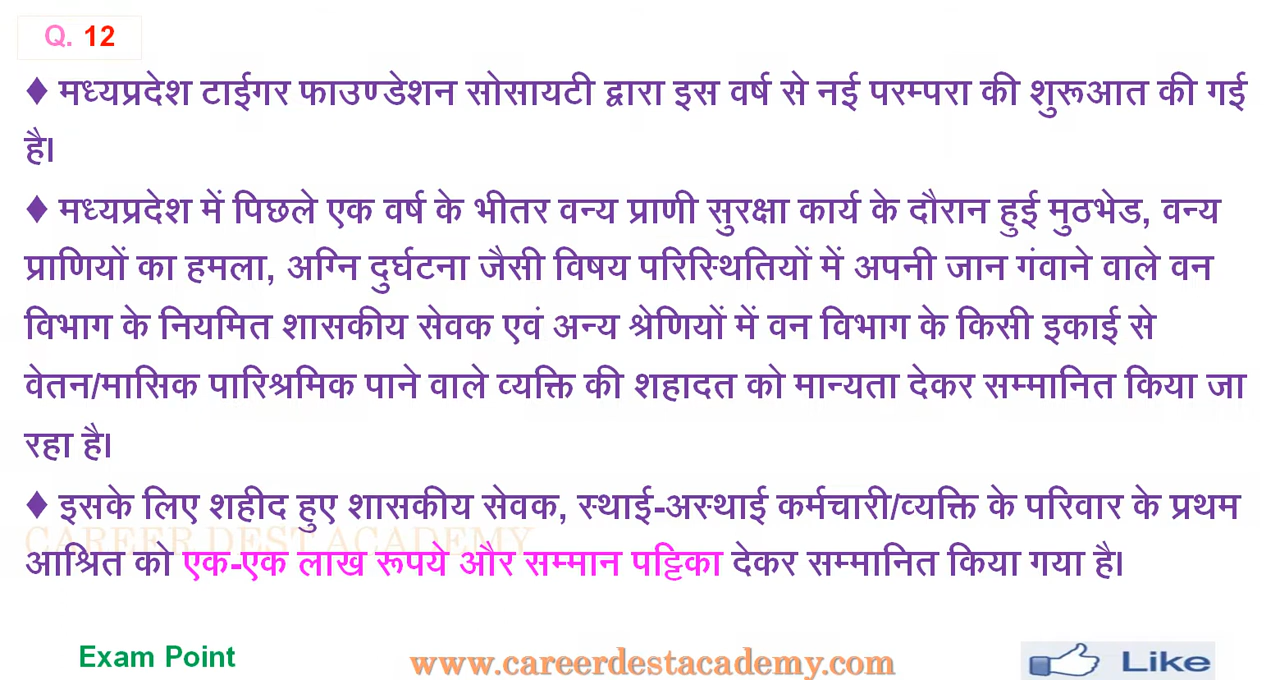 Q. 12
♦ मध्यप्रदेश टाईगर फाउण्डेशन सोसायटी द्वारा इस वर्ष से नई परम्परा की शुरूआत की गई
है।
♦ मध्यप्रदेश में पिछले एक वर्ष के भीतर वन्य प्राणी सुरक्षा कार्य के दौरान हुई मुठभेड, वन्य
प्राणियों का हमला, अग्नि दुर्घटना जैसी विषय परिस्थितियों में अपनी जान गंवाने वाले वन
विभाग के नियमित शासकीय सेवक एवं अन्य श्रेणियों में वन विभाग के किसी इकाई से
वेतन/मासिक पारिश्रमिक पाने वाले व्यक्ति की शहादत को मान्यता देकर सम्मानित किया जा
रहा है।
♦ इसके लिए शहीद हुए शासकीय सेवक, स्थाई-अस्थाई कर्मचारी/व्यक्ति के परिवार के प्रथम
CAREER DEST ACADEMY
आश्रित को एक-एक लाख रूपये और सम्मान पट्टिका देकर सम्मानित किया गया है।
Exam Point
www.careerdestacademy.com
Like